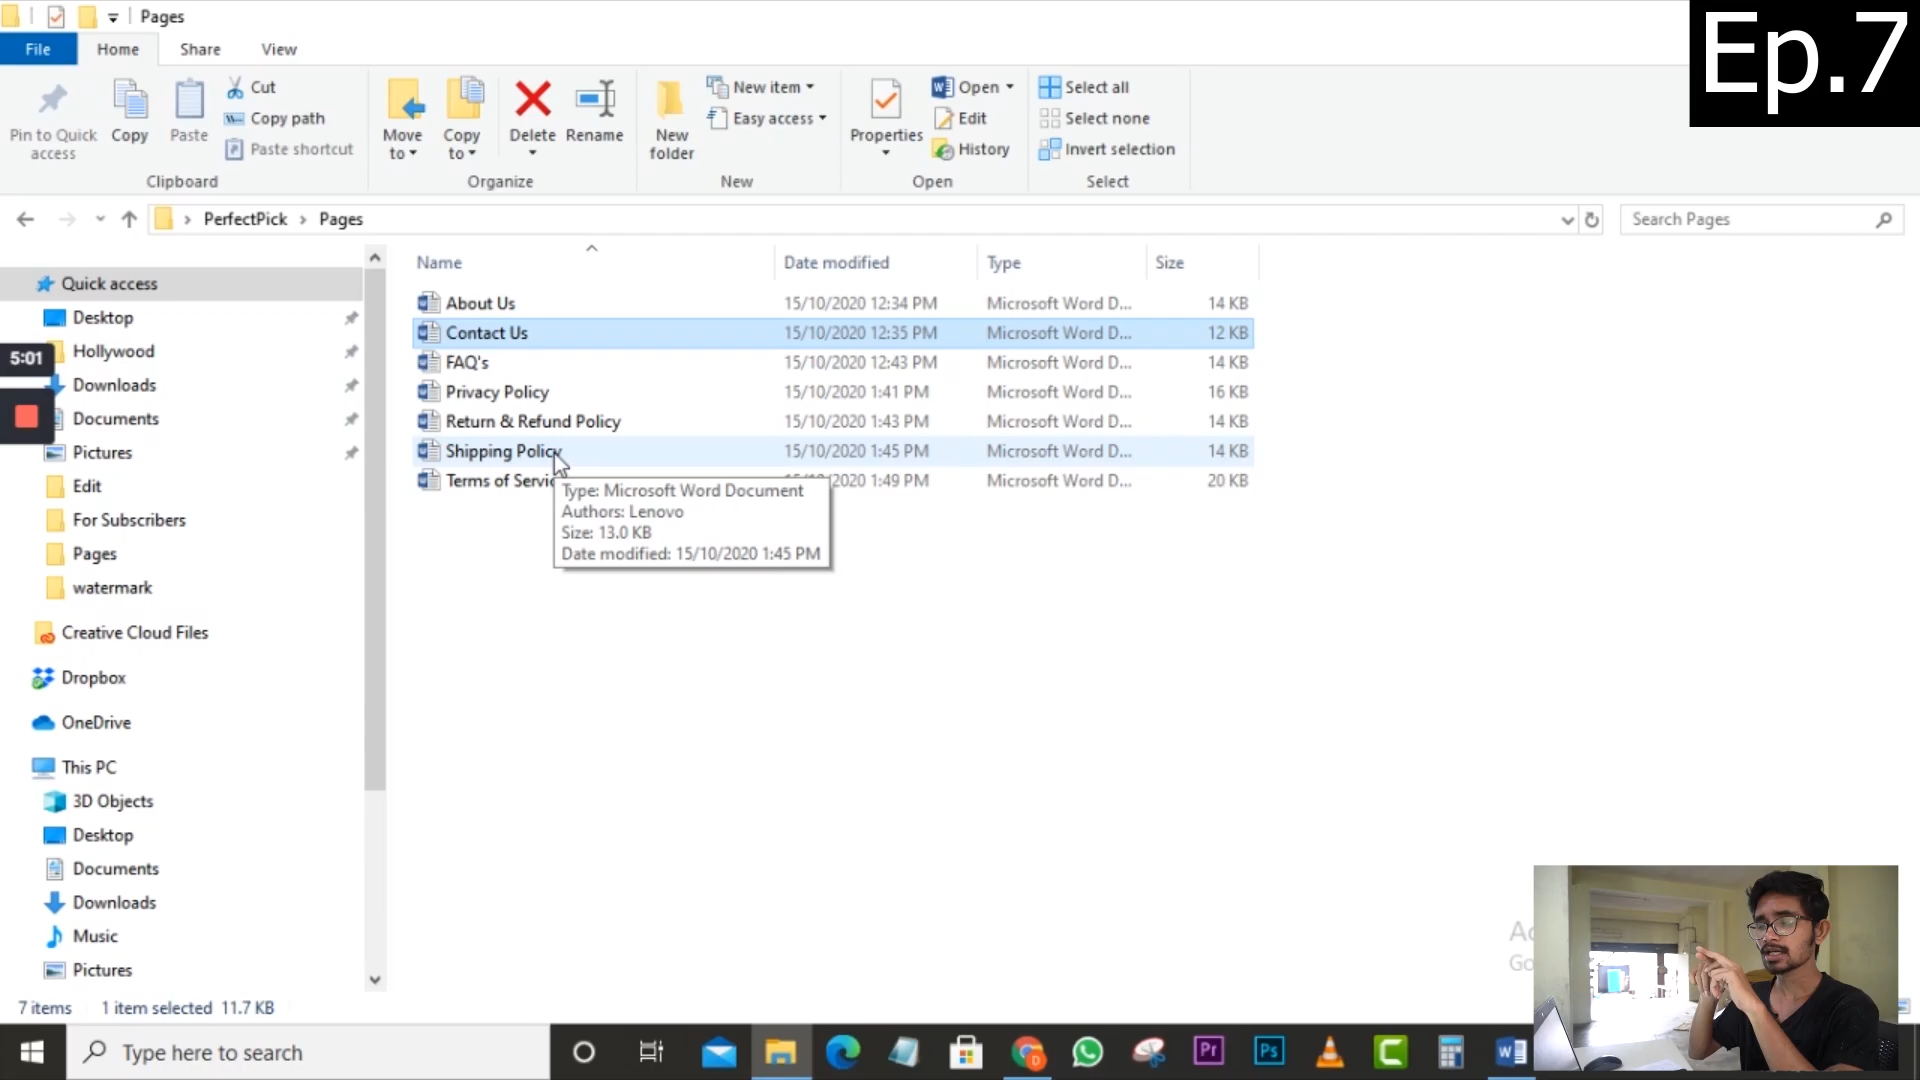 Pages
Ep.7
File Home Share View
Pin to Quick access
Copy
Paste
Cut
Copy path
Paste shortcut
Clipboard
Move to
Copy to
Delete
Rename
Organize
New folder
New item
Easy access
New
Properties
Open
Edit
History
Open
Select all
Select none
Invert selection
Select
PerfectPick > Pages
Search Pages
Name Date modified Type Size
About Us 15/10/2020 12:34 PM Microsoft Word D... 14 KB
Contact Us 15/10/2020 12:35 PM Microsoft Word D... 12 KB
FAQ's 15/10/2020 12:43 PM Microsoft Word D... 14 KB
Privacy Policy 15/10/2020 1:41 PM Microsoft Word D... 16 KB
Return & Refund Policy 15/10/2020 1:43 PM Microsoft Word D... 14 KB
Shipping Policy 15/10/2020 1:45 PM Microsoft Word D... 14 KB
Terms of Servic /2020 1:49 PM Microsoft Word D... 20 KB
Type: Microsoft Word Document
Authors: Lenovo
Size: 13.0 KB
Date modified: 15/10/2020 1:45 PM
Quick access
Desktop
Hollywood
5:01
Downloads
Documents
Pictures
Edit
For Subscribers
Pages
watermark
Creative Cloud Files
Dropbox
OneDrive
This PC
3D Objects
Desktop
Documents
Downloads
Music
Pictures
7 items 1 item selected 11.7 KB
Type here to search
Pr
Ps